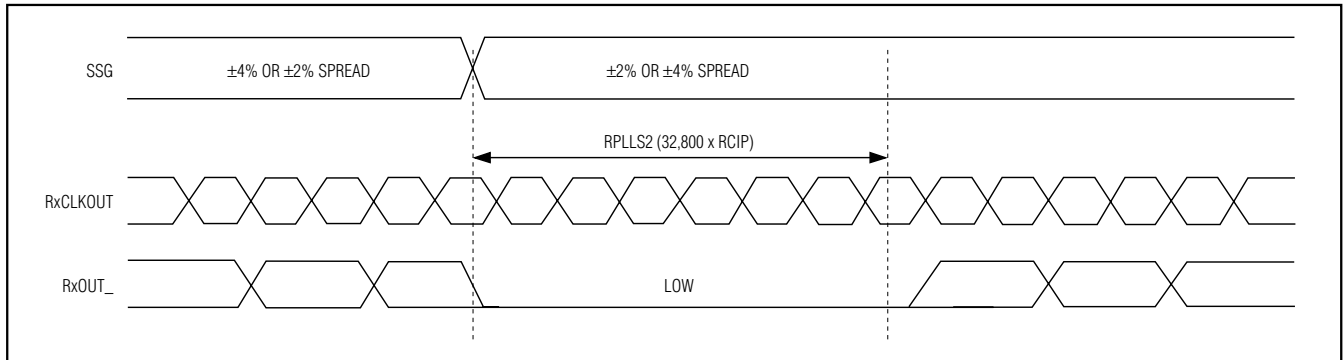 SSG
±4% OR ±2% SPREAD
±2% OR ±4% SPREAD
RPLLS2 (32,800 x RCIP)
RxCLKOUT
RxOUT_
LOW